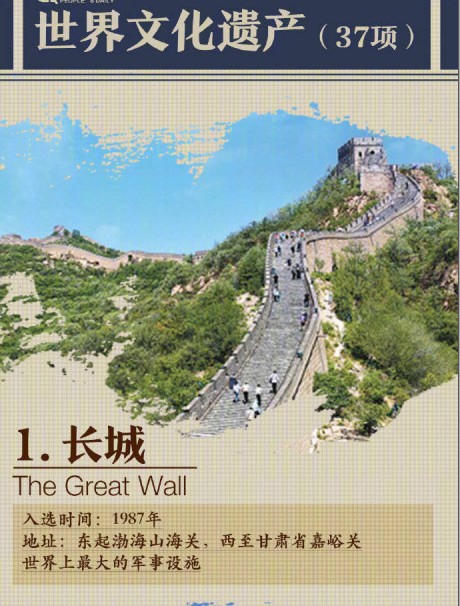 PEOPLE'S DAILY
世界文化遗产（37项）
1. 长城
The Great Wall
入选时间：1987年
地址：东起渤海山海关，西至甘肃省嘉峪关
世界上最大的军事设施